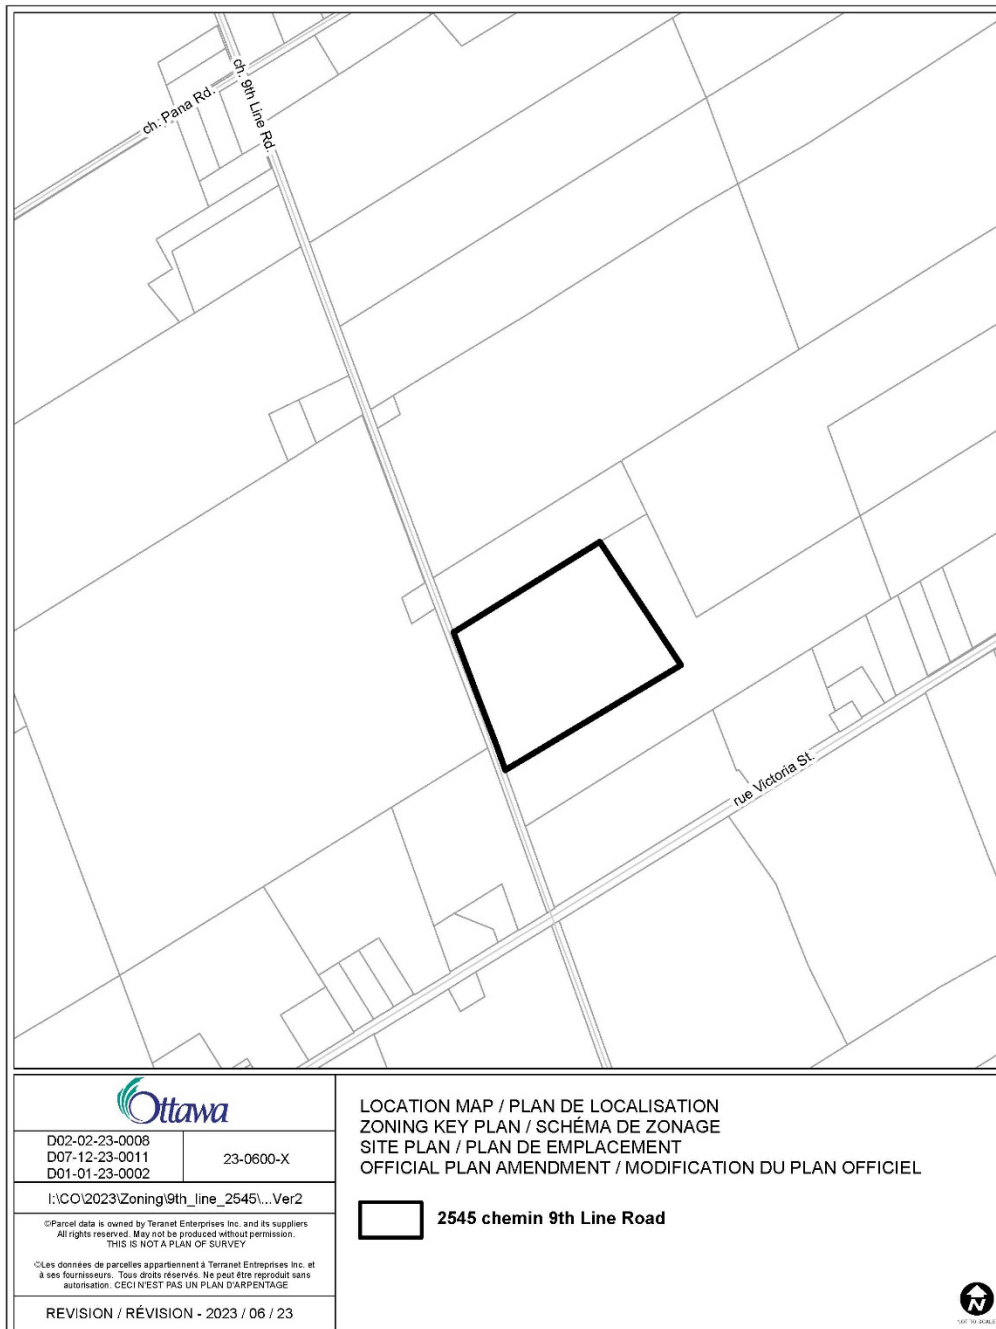 ch. Pana Rd.
ch. 9th Line Rd.
rue Victoria St.
Ottawa
D02-02-23-0008
D07-12-23-0011
D01-01-23-0002
23-0600-X
I:\CO\2023\Zoning\9th_line_2545\...Ver2
©Parcel data is owned by Teranet Enterprises Inc. and its suppliers
All rights reserved. May not be produced without permission.
THIS IS NOT A PLAN OF SURVEY
©Les données de parcelles appartiennent à Terranet Entreprises Inc. et
à ses fournisseurs. Tous droits réservés. Ne peut être reproduit sans
autorisation. CECI N'EST PAS UN PLAN D'ARPENTAGE
REVISION / RÉVISION - 2023 / 06 / 23
LOCATION MAP / PLAN DE LOCALISATION
ZONING KEY PLAN / SCHÉMA DE ZONAGE
SITE PLAN / PLAN DE EMPLACEMENT
OFFICIAL PLAN AMENDMENT / MODIFICATION DU PLAN OFFICIEL
2545 chemin 9th Line Road
N
NOT TO SCALE